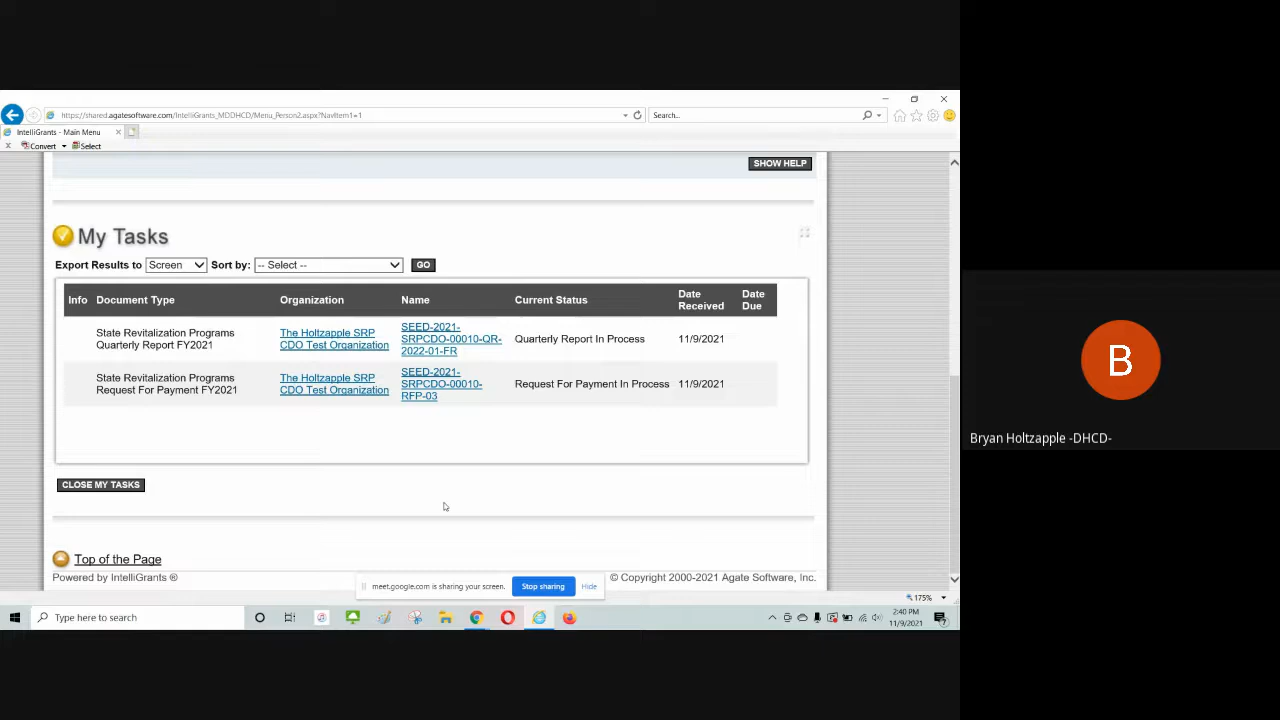 https://shared.agatesoftware.com/IntelliGrants_MDDHCD/Menu_Person2.aspx?NavItem1=1
Search...
IntelliGrants - Main Menu
x Convert Select
SHOW HELP
My Tasks
Export Results to Screen Sort by: -- Select -- GO
Info Document Type Organization Name Current Status Date Received Date Due
State Revitalization Programs
Quarterly Report FY2021
The Holtzapple SRP
CDO Test Organization
SEED-2021-
SRPCDO-00010-QR-
2022-01-FR
Quarterly Report In Process
11/9/2021
State Revitalization Programs
Request For Payment FY2021
The Holtzapple SRP
CDO Test Organization
SEED-2021-
SRPCDO-00010-
RFP-03
Request For Payment In Process
11/9/2021
CLOSE MY TASKS
Top of the Page
Powered by IntelliGrants ®
© Copyright 2000-2021 Agate Software, Inc.
meet.google.com is sharing your screen. Stop sharing Hide
175%
Type here to search
2:40 PM
11/9/2021
B
Bryan Holtzapple -DHCD-